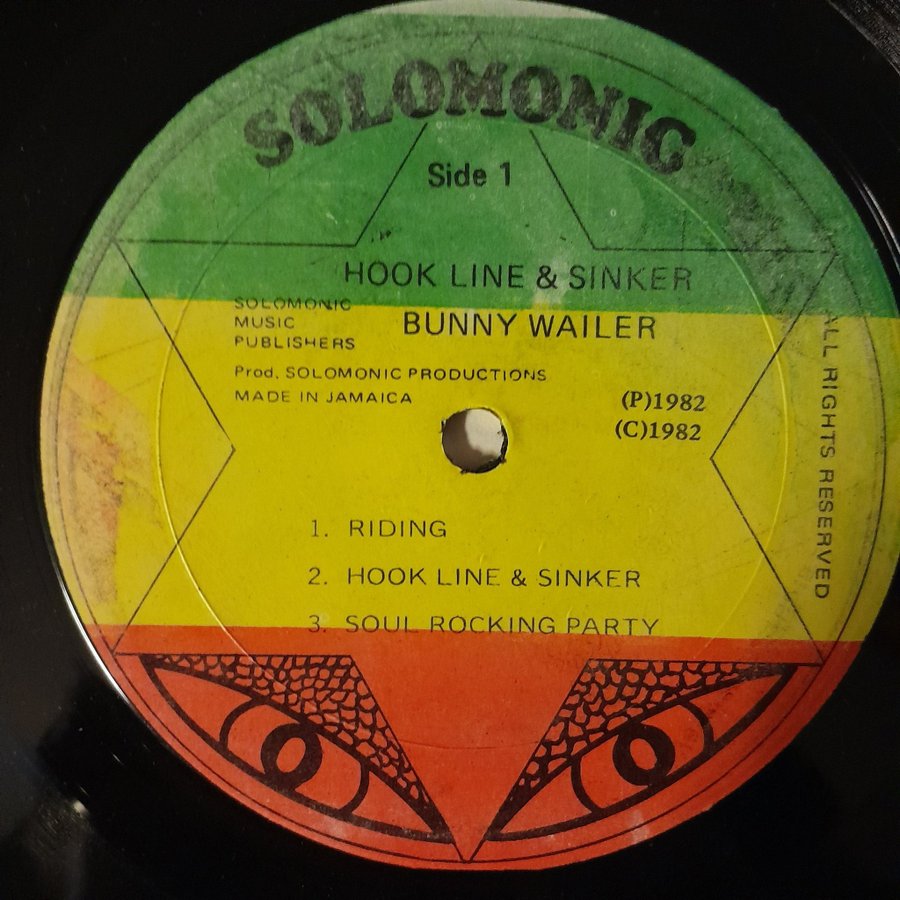 SOLOMONIC
Side 1
HOOK LINE & SINKER
SOLOMONIC
MUSIC
PUBLISHERS
BUNNY WAILER
Prod. SOLOMONIC PRODUCTIONS
MADE IN JAMAICA
(P)1982
(C)1982
ALL RIGHTS RESERVED
1. RIDING
2. HOOK LINE & SINKER
3. SOUL ROCKING PARTY